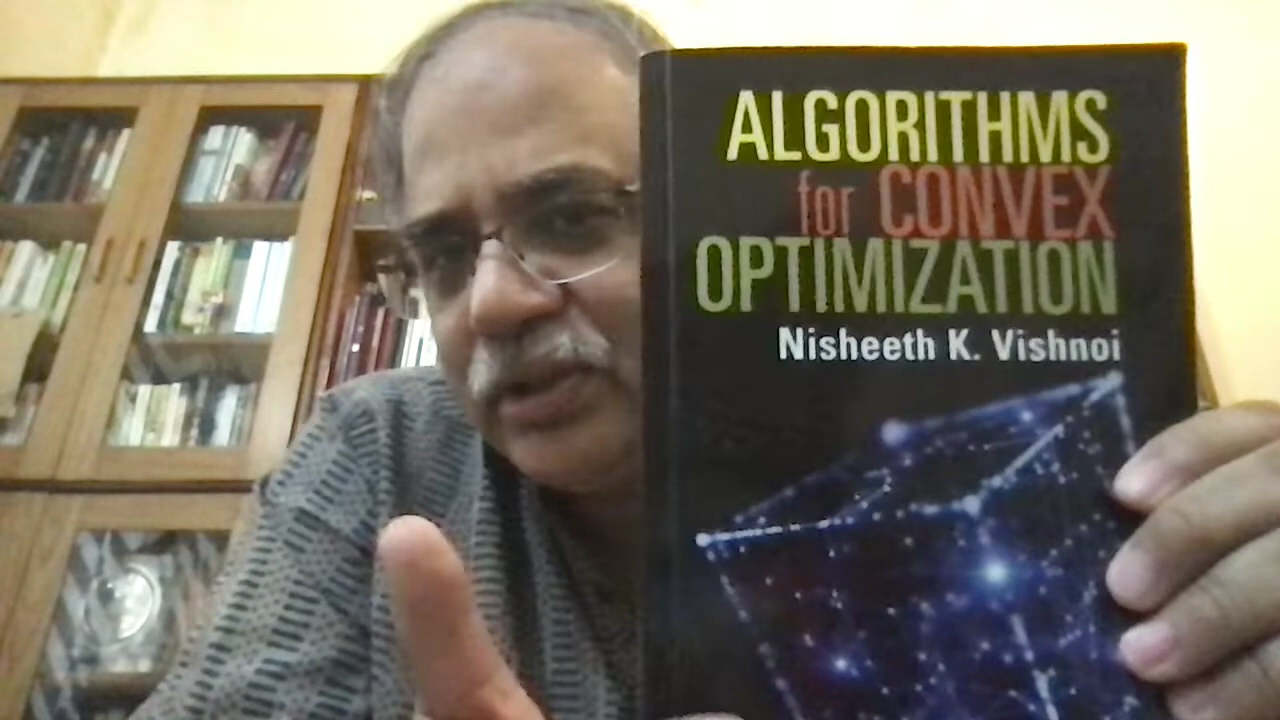 ALGORITHMS
for CONVEX
OPTIMIZATION
Nisheeth K. Vishnoi